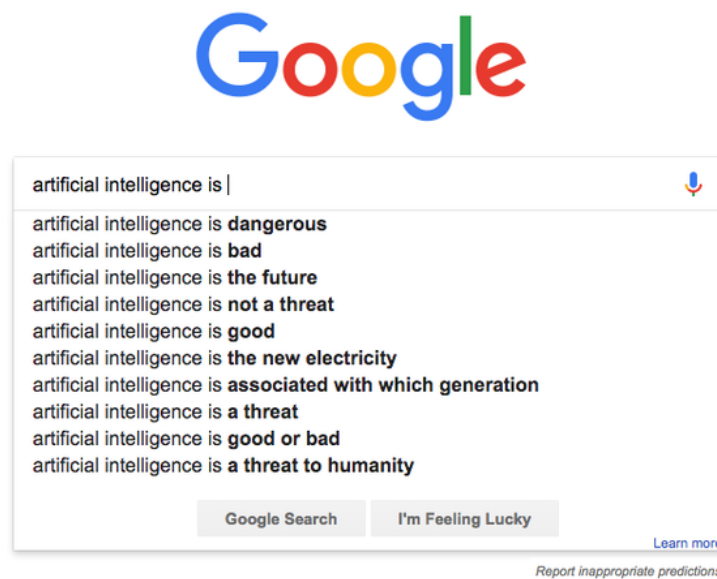 Google
artificial intelligence is
artificial intelligence is dangerous
artificial intelligence is bad
artificial intelligence is the future
artificial intelligence is not a threat
artificial intelligence is good
artificial intelligence is the new electricity
artificial intelligence is associated with which generation
artificial intelligence is a threat
artificial intelligence is good or bad
artificial intelligence is a threat to humanity
Google Search I'm Feeling Lucky
Learn more
Report inappropriate predictions